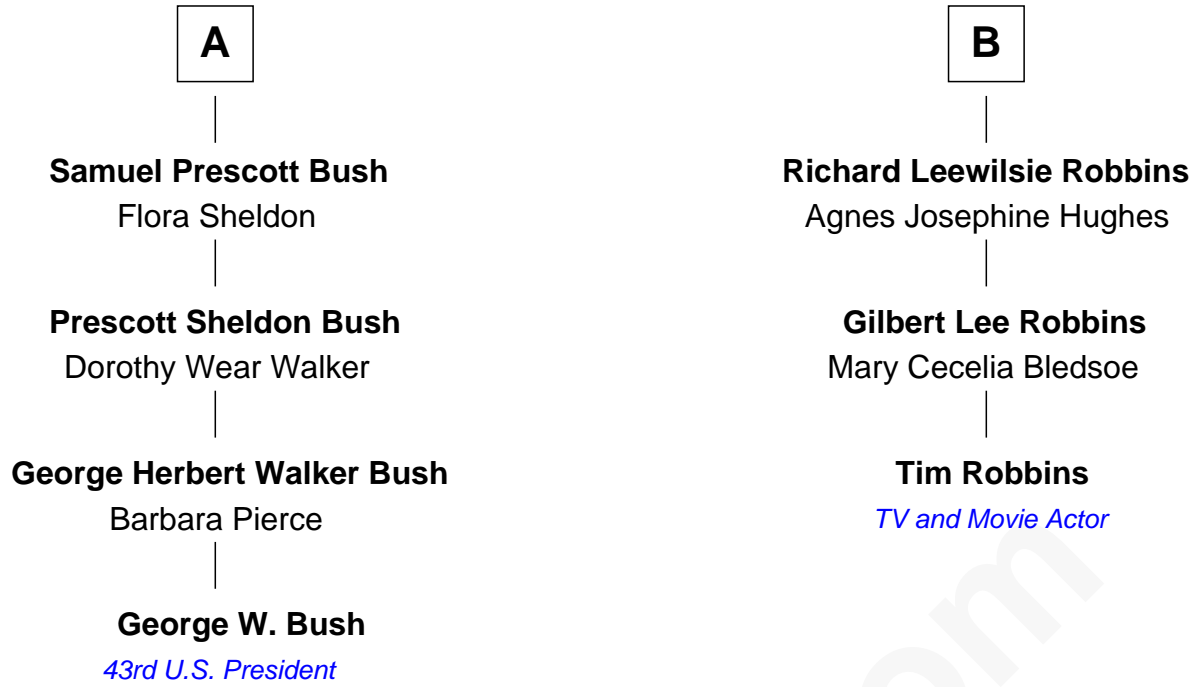 A
Samuel Prescott Bush
Flora Sheldon
Prescott Sheldon Bush
Dorothy Wear Walker
George Herbert Walker Bush
Barbara Pierce
George W. Bush
43rd U.S. President
B
Richard Leewilsie Robbins
Agnes Josephine Hughes
Gilbert Lee Robbins
Mary Cecelia Bledsoe
Tim Robbins
TV and Movie Actor
om